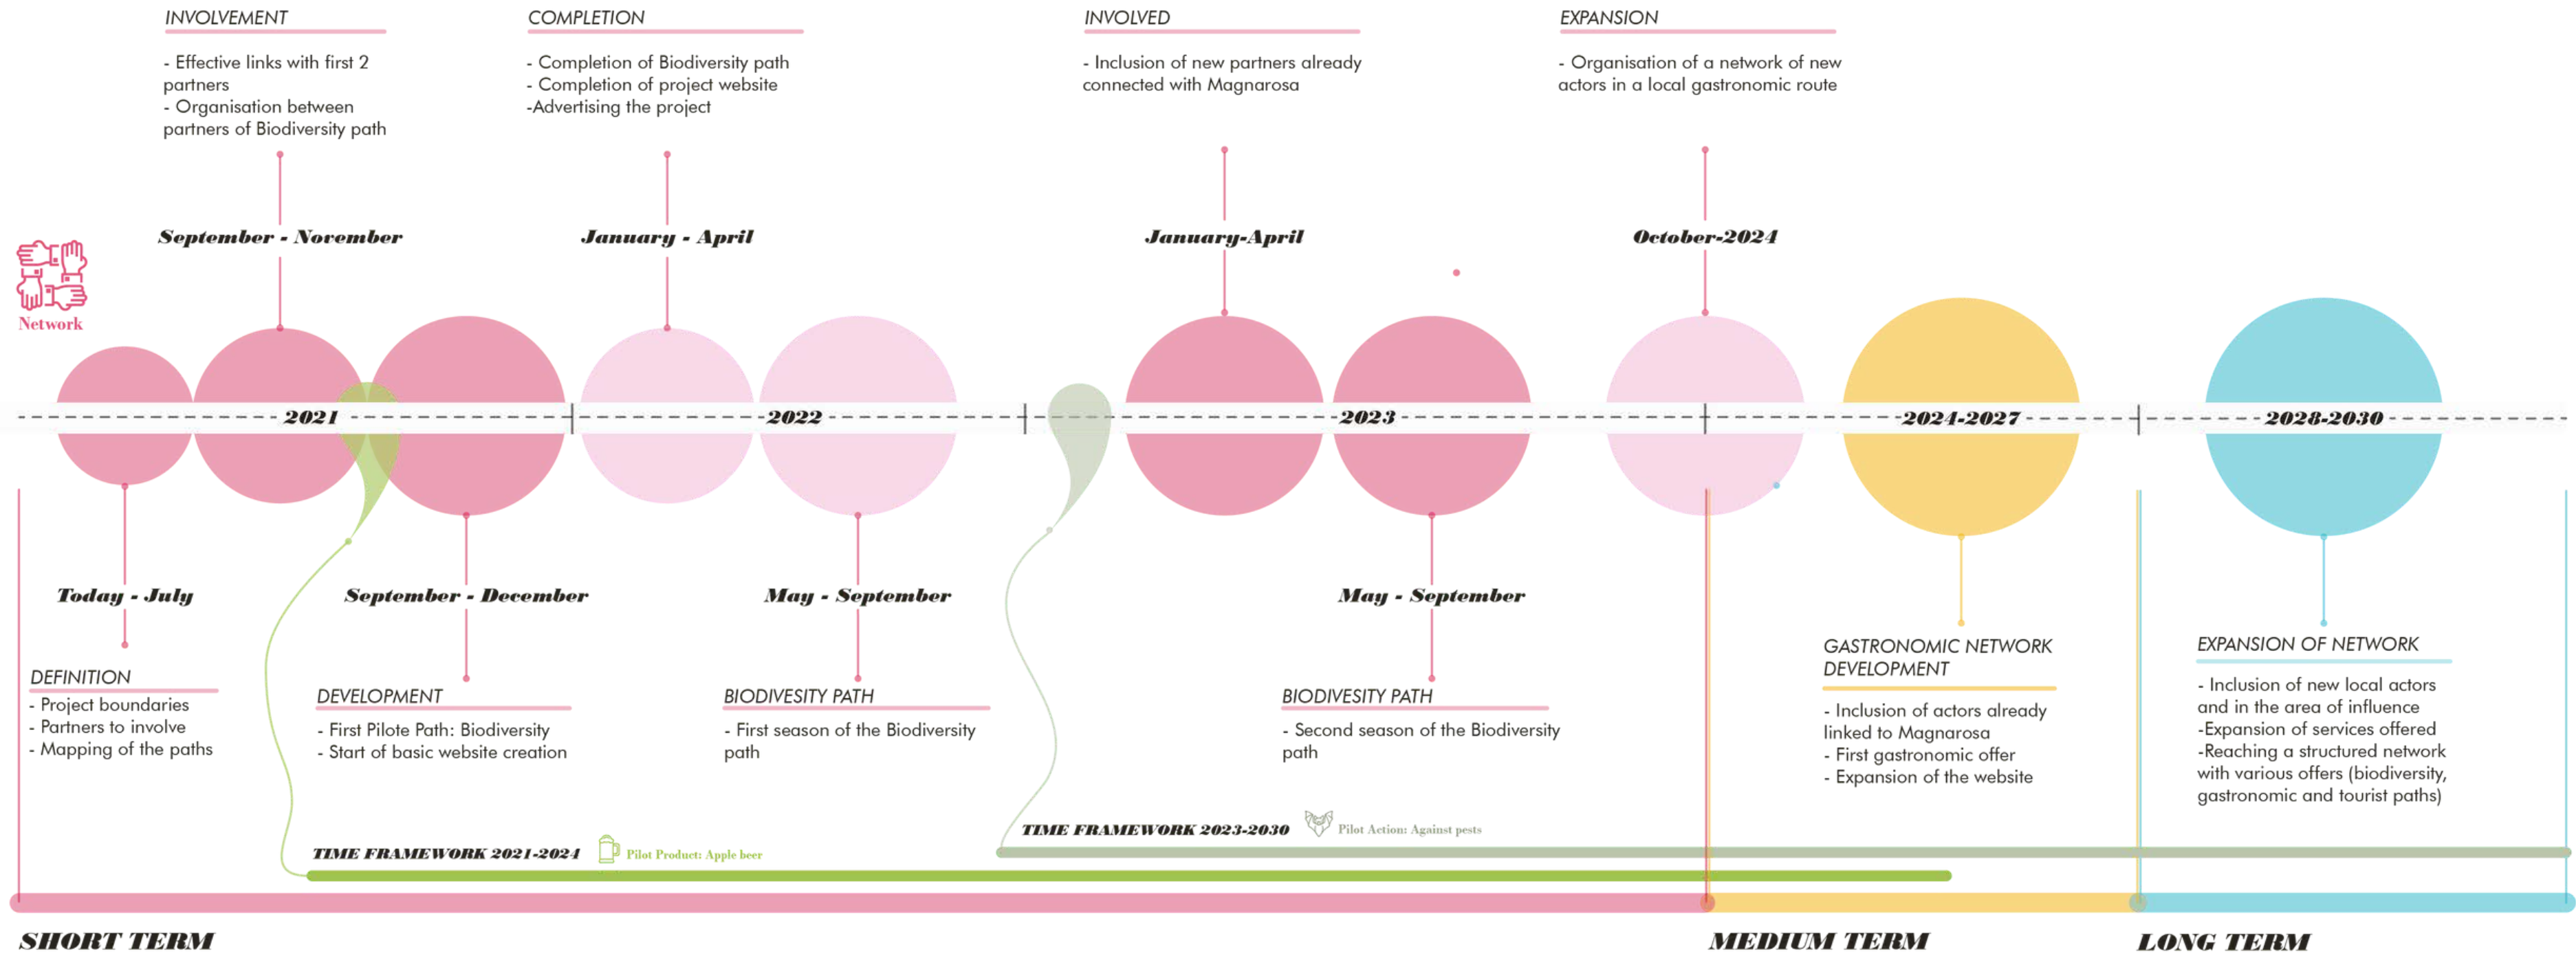 INVOLVEMENT
- Effective links with first 2
partners
- Organisation between
partners of Biodiversity path
COMPLETION
- Completion of Biodiversity path
- Completion of project website
-Advertising the project
INVOLVED
- Inclusion of new partners already
connected with Magnarosa
EXPANSION
- Organisation of a network of new
actors in a local gastronomic route
September - November
January - April
January-April
October-2024
Network
2021
2022
2023
2024-2027
2028-2030
Today - July
September - December
May - September
May - September
DEFINITION
- Project boundaries
- Partners to involve
- Mapping of the paths
DEVELOPMENT
- First Pilote Path: Biodiversity
- Start of basic website creation
BIODIVESITY PATH
- First season of the Biodiversity
path
BIODIVESITY PATH
- Second season of the Biodiversity
path
GASTRONOMIC NETWORK
DEVELOPMENT
- Inclusion of actors already
linked to Magnarosa
- First gastronomic offer
- Expansion of the website
EXPANSION OF NETWORK
- Inclusion of new local actors
and in the area of influence
-Expansion of services offered
-Reaching a structured network
with various offers (biodiversity,
gastronomic and tourist paths)
TIME FRAMEWORK 2023-2030
Pilot Action: Against pests
TIME FRAMEWORK 2021-2024
Pilot Product: Apple beer
SHORT TERM
MEDIUM TERM
LONG TERM